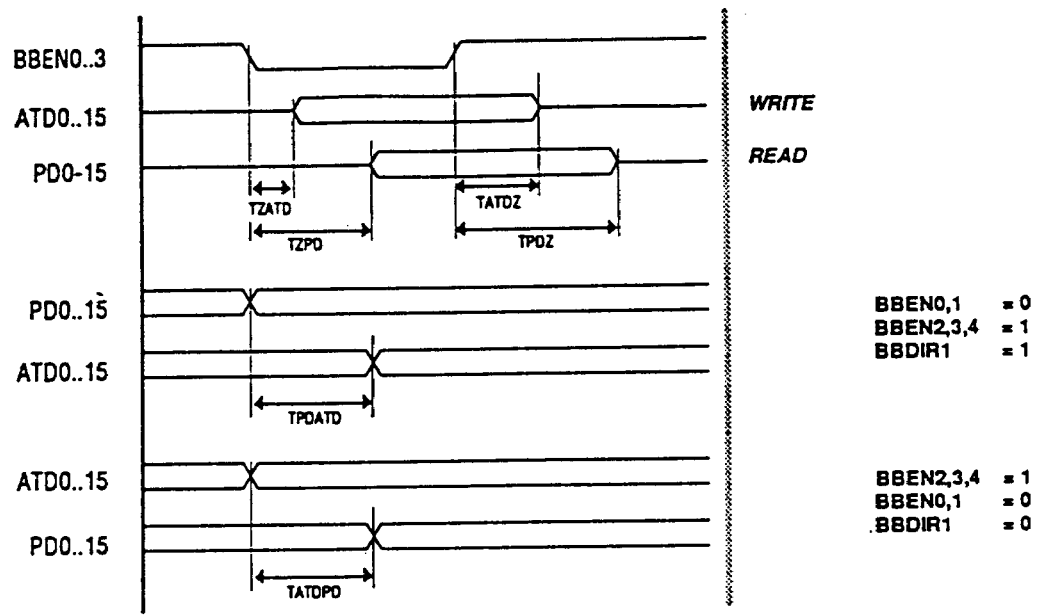 BBEN0..3
ATD0..15
WRITE
PD0-15
READ
TZATD
TATDZ
TZPD
TPDZ
PD0..15
BBEN0,1 = 0
BBEN2,3,4 = 1
BBDIR1 = 1
ATD0..15
TPDATD
ATD0..15
BBEN2,3,4 = 1
BBEN0,1 = 0
.BBDIR1 = 0
PD0..15
TATDPD